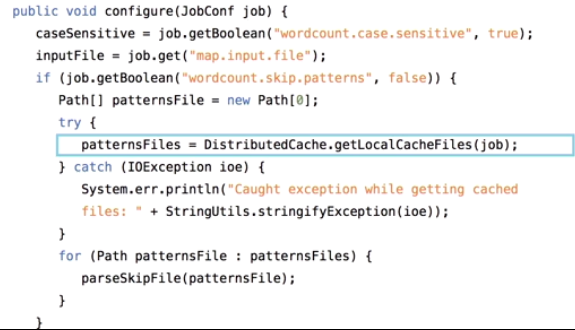 public void configure(JobConf job) {
caseSensitive = job.getBoolean("wordcount.case.sensitive", true);
inputFile = job.get("map.input.file");
if (job.getBoolean("wordcount.skip.patterns", false)) {
Path[] patternsFile = new Path[0];
try {
patternsFiles = DistributedCache.getLocalCacheFiles(job);
} catch (IOException ioe) {
System.err.println("Caught exception while getting cached
files: " + StringUtils.stringifyException(ioe));
}
for (Path patternsFile : patternsFiles) {
parseSkipFile(patternsFile);
}
}